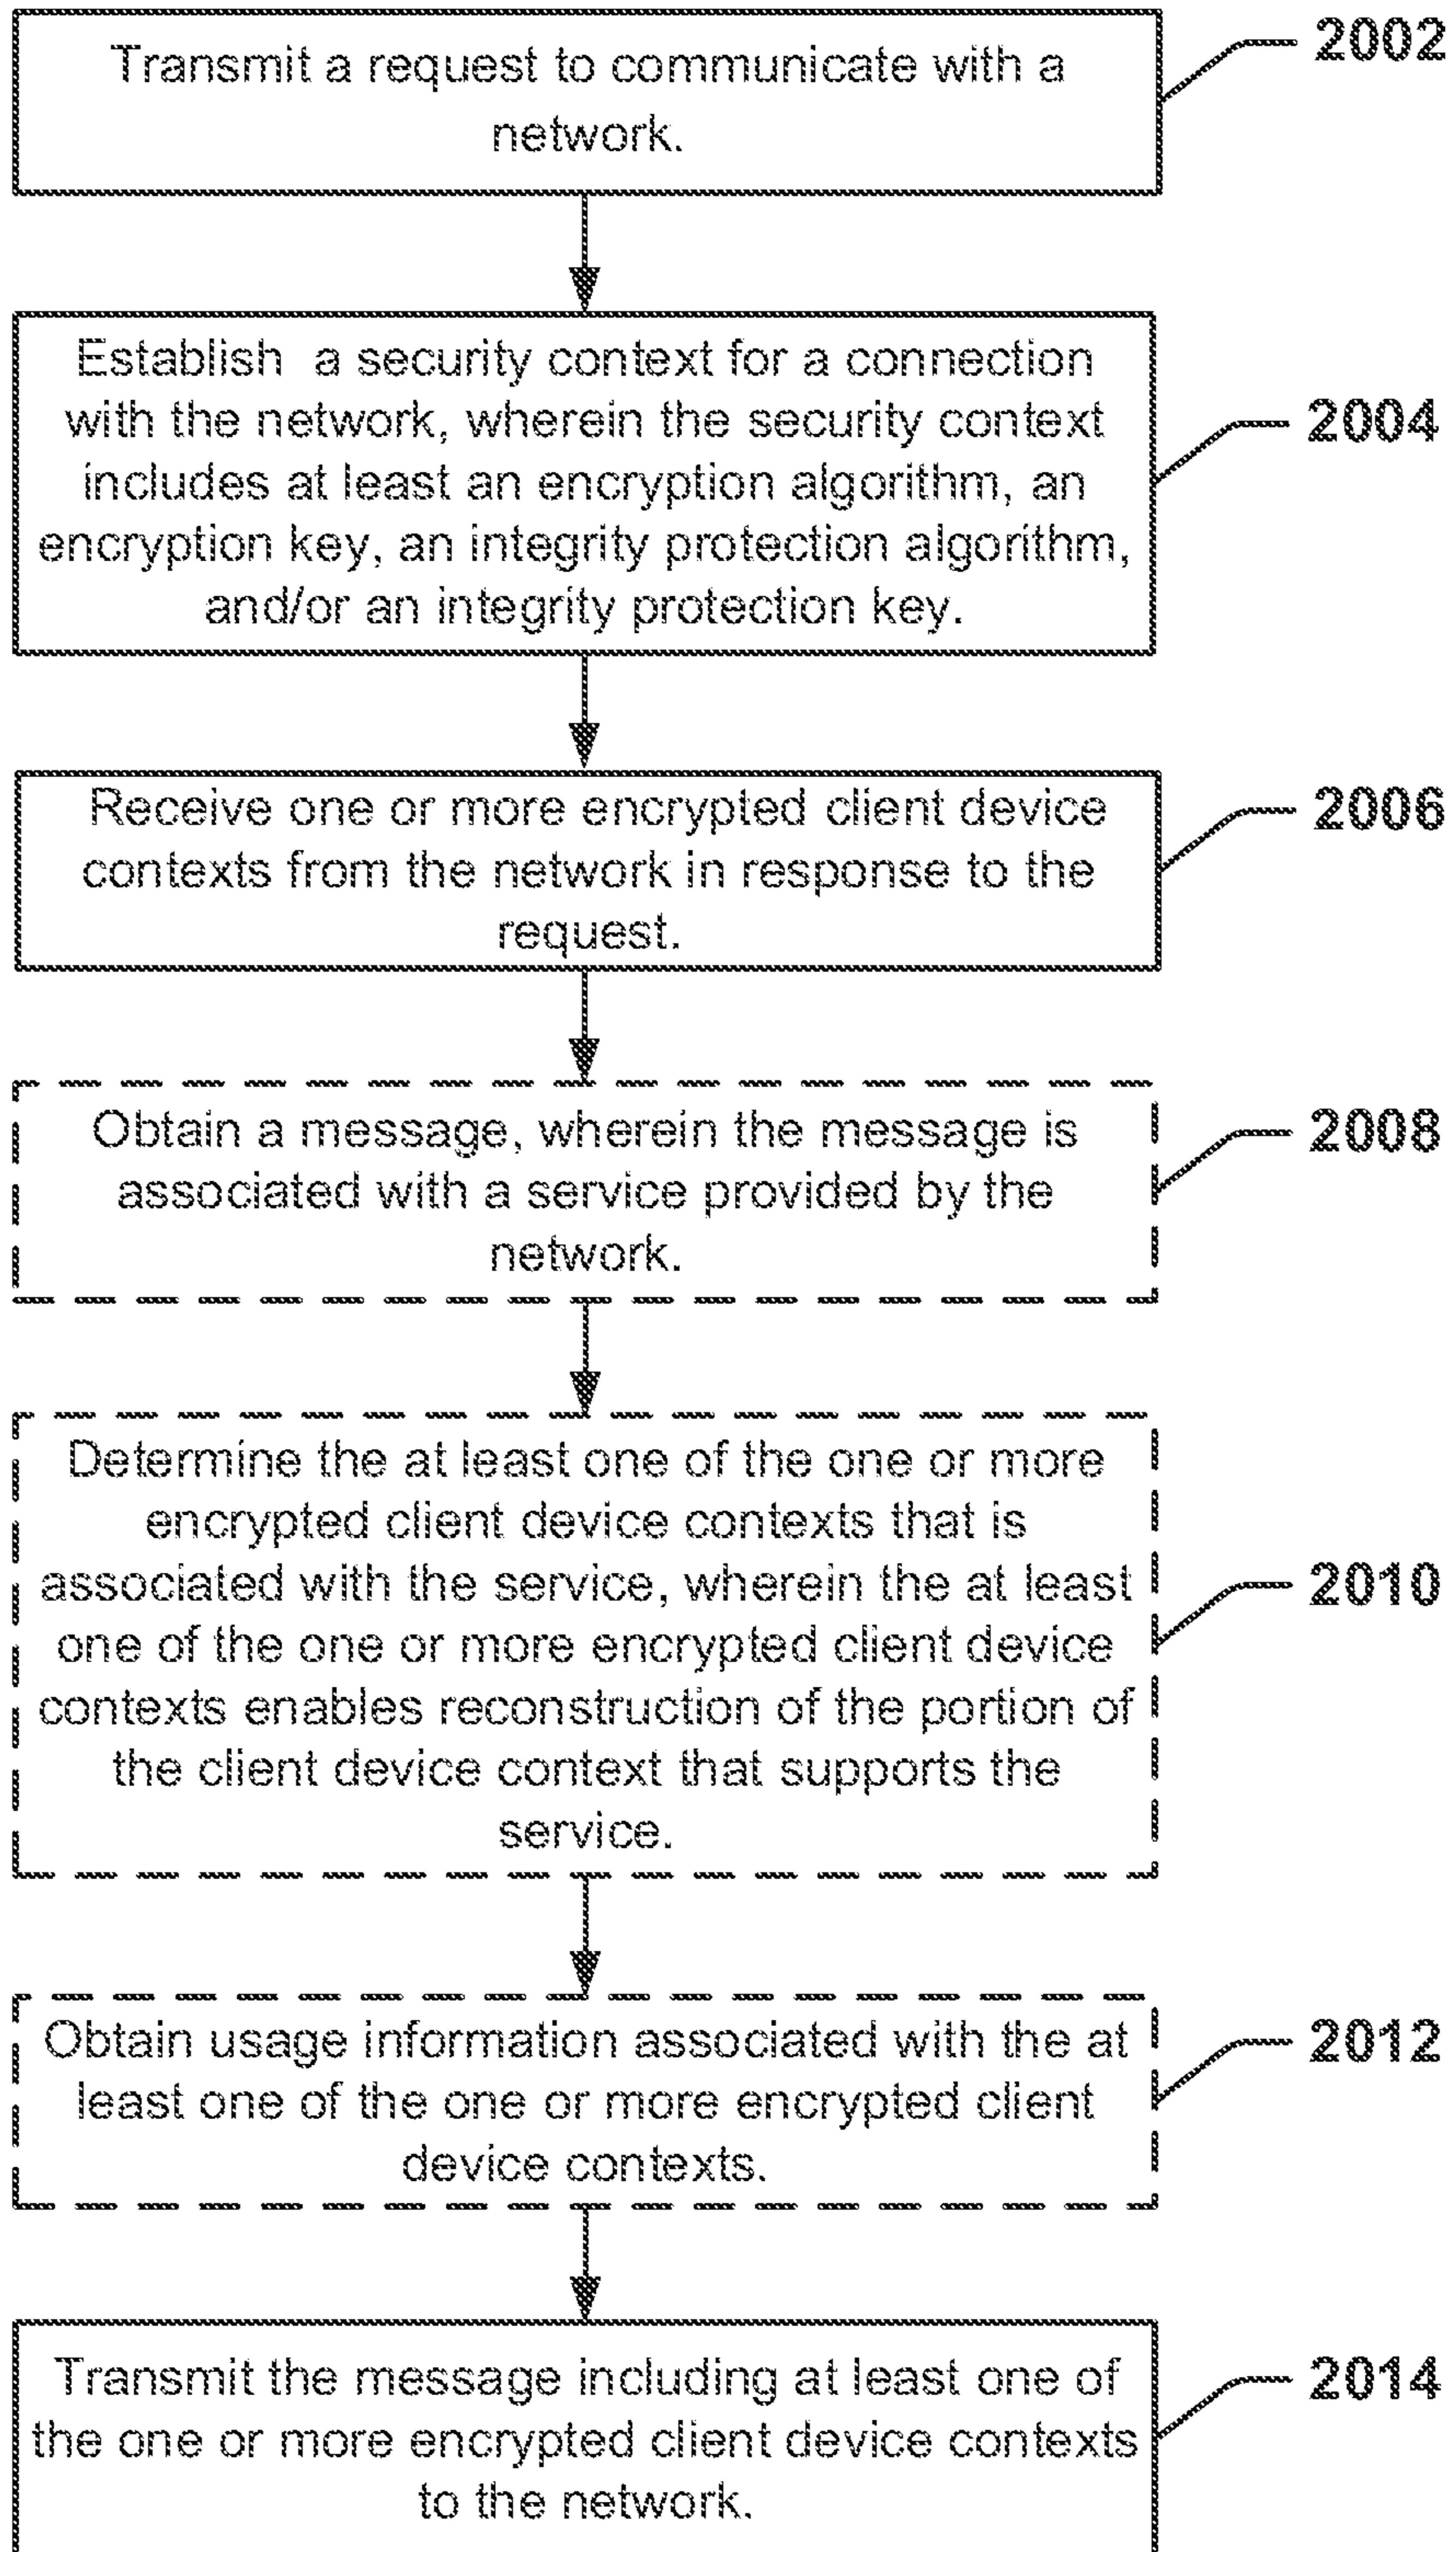 Transmit a request to communicate with a
network.
2002
Establish a security context for a connection
with the network, wherein the security context
includes at least an encryption algorithm, an
encryption key, an integrity protection algorithm,
and/or an integrity protection key.
2004
Receive one or more encrypted client device
contexts from the network in response to the
request.
2006
Obtain a message, wherein the message is
associated with a service provided by the
network.
2008
Determine the at least one of the one or more
encrypted client device contexts that is
associated with the service, wherein the at least
one of the one or more encrypted client device
contexts enables reconstruction of the portion of
the client device context that supports the
service.
2010
Obtain usage information associated with the at
least one of the one or more encrypted client
device contexts.
2012
Transmit the message including at least one of
the one or more encrypted client device contexts
to the network.
2014